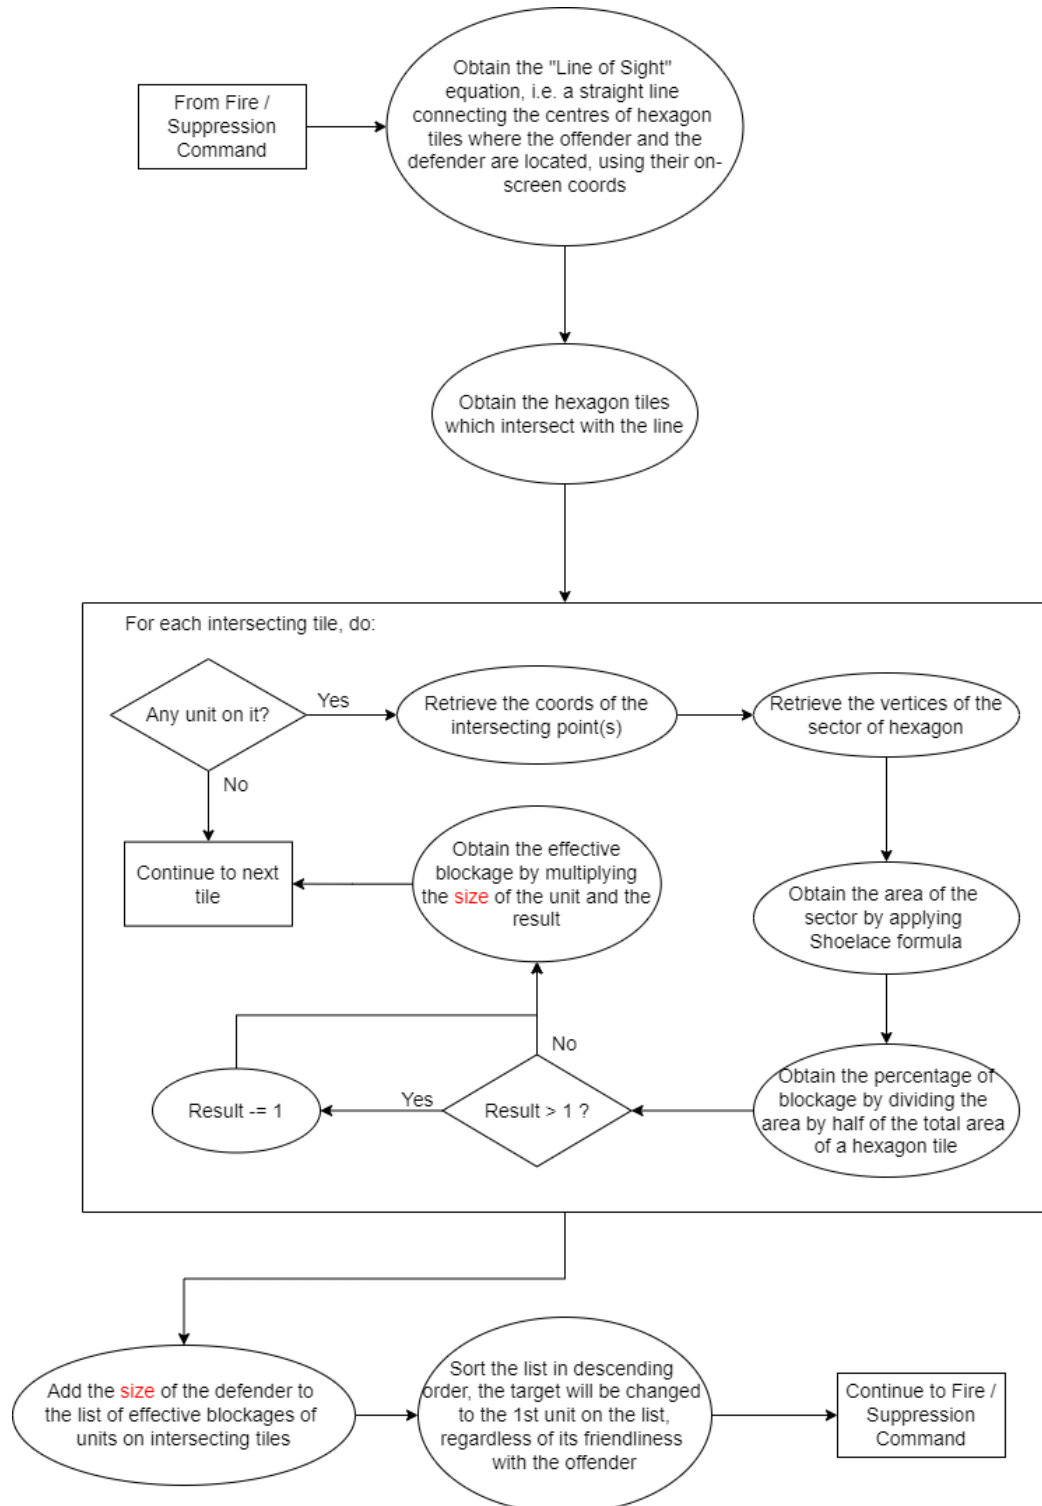 From Fire /
Suppression
Command
Obtain the "Line of Sight"
equation, i.e. a straight line
connecting the centres of hexagon
tiles where the offender and the
defender are located, using their on-
screen coords
Obtain the hexagon tiles
which intersect with the line
For each intersecting tile, do:
Any unit on it?
Yes
Retrieve the coords of the
intersecting point(s)
Retrieve the vertices of the
sector of hexagon
No
Continue to next
tile
Obtain the effective
blockage by multiplying
the size of the unit and the
result
Obtain the area of the
sector by applying
Shoelace formula
No
Result -= 1
Yes
Result > 1 ?
Obtain the percentage of
blockage by dividing the
area by half of the total area
of a hexagon tile
Add the size of the defender to
the list of effective blockages of
units on intersecting tiles
Sort the list in descending
order, the target will be changed
to the 1st unit on the list,
regardless of its friendliness
with the offender
Continue to Fire /
Suppression
Command